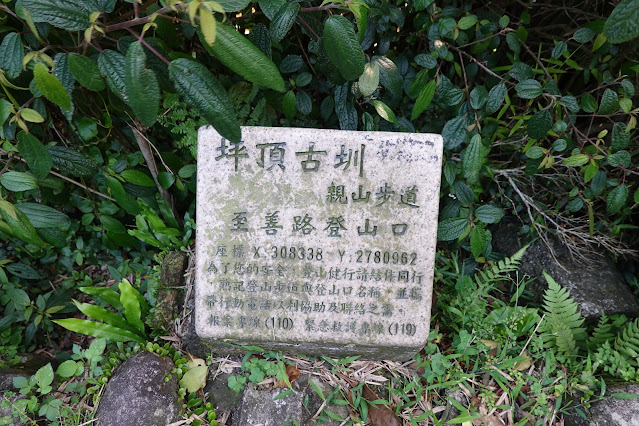 坪頂古圳
親山步道
至善路登山口
座標 X:308338 Y:2780962
為了您的安全,登山健行請結伴同行
熟記登山步道與登山口名稱,並攜
帶行動電話以利協助及聯絡之需。
報案專線(110) 緊急救護專線(119)